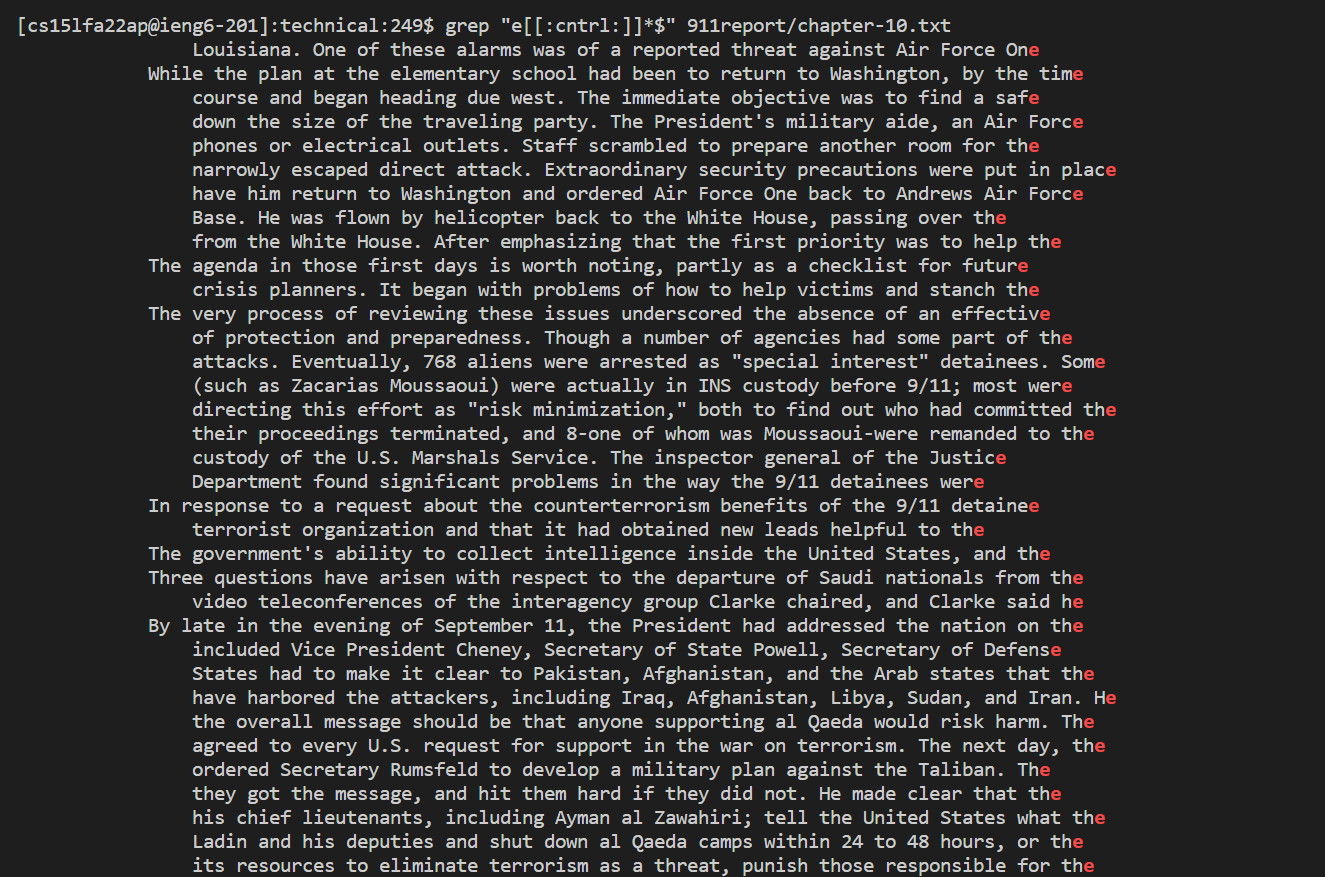 [cs15lfa22ap@ieng6-201]:technical:249$ grep "e[[:cntrl:]]*$" 911report/chapter-10.txt
Louisiana. One of these alarms was of a reported threat against Air Force One
While the plan at the elementary school had been to return to Washington, by the time
course and began heading due west. The immediate objective was to find a safe
down the size of the traveling party. The President's military aide, an Air Force
phones or electrical outlets. Staff scrambled to prepare another room for the
narrowly escaped direct attack. Extraordinary security precautions were put in place
have him return to Washington and ordered Air Force One back to Andrews Air Force
Base. He was flown by helicopter back to the White House, passing over the
from the White House. After emphasizing that the first priority was to help the
The agenda in those first days is worth noting, partly as a checklist for future
crisis planners. It began with problems of how to help victims and stanch the
The very process of reviewing these issues underscored the absence of an effective
of protection and preparedness. Though a number of agencies had some part of the
attacks. Eventually, 768 aliens were arrested as "special interest" detainees. Some
(such as Zacarias Moussaoui) were actually in INS custody before 9/11; most were
directing this effort as "risk minimization," both to find out who had committed the
their proceedings terminated, and 8-one of whom was Moussaoui-were remanded to the
custody of the U.S. Marshals Service. The inspector general of the Justice
Department found significant problems in the way the 9/11 detainees were
In response to a request about the counterterrorism benefits of the 9/11 detainee
terrorist organization and that it had obtained new leads helpful to the
The government's ability to collect intelligence inside the United States, and the
Three questions have arisen with respect to the departure of Saudi nationals from the
video teleconferences of the interagency group Clarke chaired, and Clarke said he
By late in the evening of September 11, the President had addressed the nation on the
included Vice President Cheney, Secretary of State Powell, Secretary of Defense
States had to make it clear to Pakistan, Afghanistan, and the Arab states that the
have harbored the attackers, including Iraq, Afghanistan, Libya, Sudan, and Iran. He
the overall message should be that anyone supporting al Qaeda would risk harm. The
agreed to every U.S. request for support in the war on terrorism. The next day, the
ordered Secretary Rumsfeld to develop a military plan against the Taliban. The
they got the message, and hit them hard if they did not. He made clear that the
his chief lieutenants, including Ayman al Zawahiri; tell the United States what the
Ladin and his deputies and shut down al Qaeda camps within 24 to 48 hours, or the
its resources to eliminate terrorism as a threat, punish those responsible for the